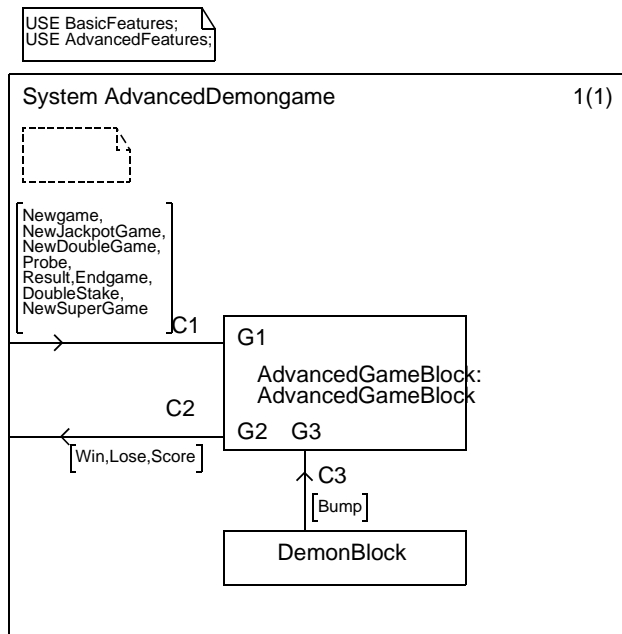 USE BasicFeatures;
USE AdvancedFeatures;
System AdvancedDemongame 1(1)
Newgame,
NewJackpotGame,
NewDoubleGame,
Probe,
Result,Endgame,
DoubleStake,
NewSuperGame
C1
G1
AdvancedGameBlock:
AdvancedGameBlock
C2
G2 G3
Win,Lose,Score
C3
Bump
DemonBlock